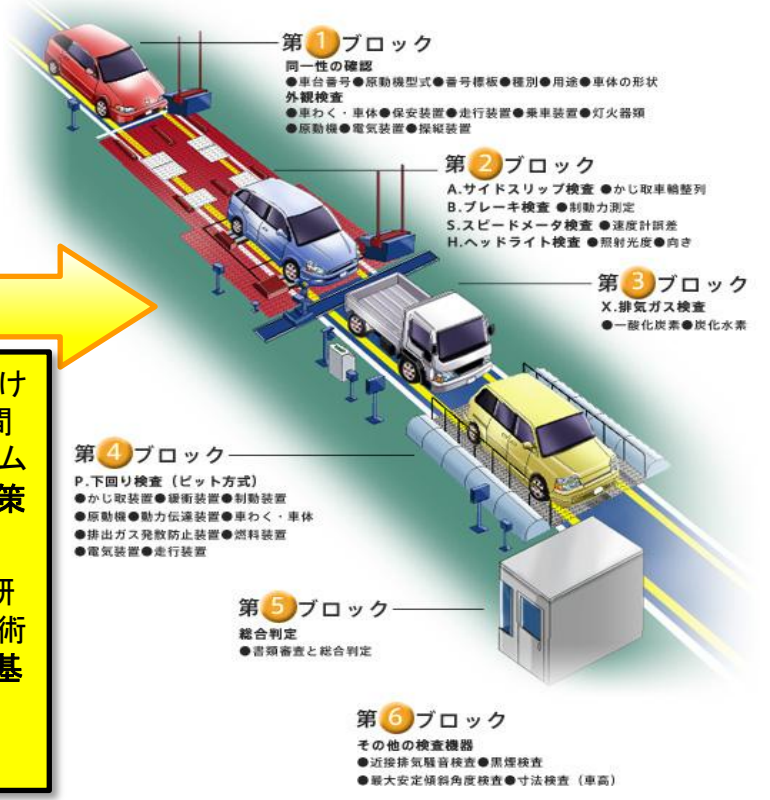 第1ブロック
同一性の確認
●車台番号●原動機型式●番号標板●種別●用途●車体の形状
外観検査
●車わく・車体●保安装置●走行装置●乗車装置●灯火器類
●原動機●電気装置●操縦装置
第2ブロック
A.サイドスリップ検査 ●かじ取車輪整列
B.ブレーキ検査 ●制動力測定
S.スピードメータ検査 ●速度計誤差
H.ヘッドライト検査 ●照射光度●向き
第3ブロック
X.排気ガス検査
●一酸化炭素●炭化水素
け
間
ム
策
研
術
基
第4ブロック
P.下回り検査（ピット方式）
●かじ取装置●緩衝装置●制動装置
●原動機●動力伝達装置●車わく・車体
●排出ガス発散防止装置●燃料装置
●電気装置●走行装置
第5ブロック
総合判定
●書類審査と総合判定
第6ブロック
その他の検査機器
●近接排気騒音検査●黒煙検査
●最大安定傾斜角度検査●寸法検査（車高）